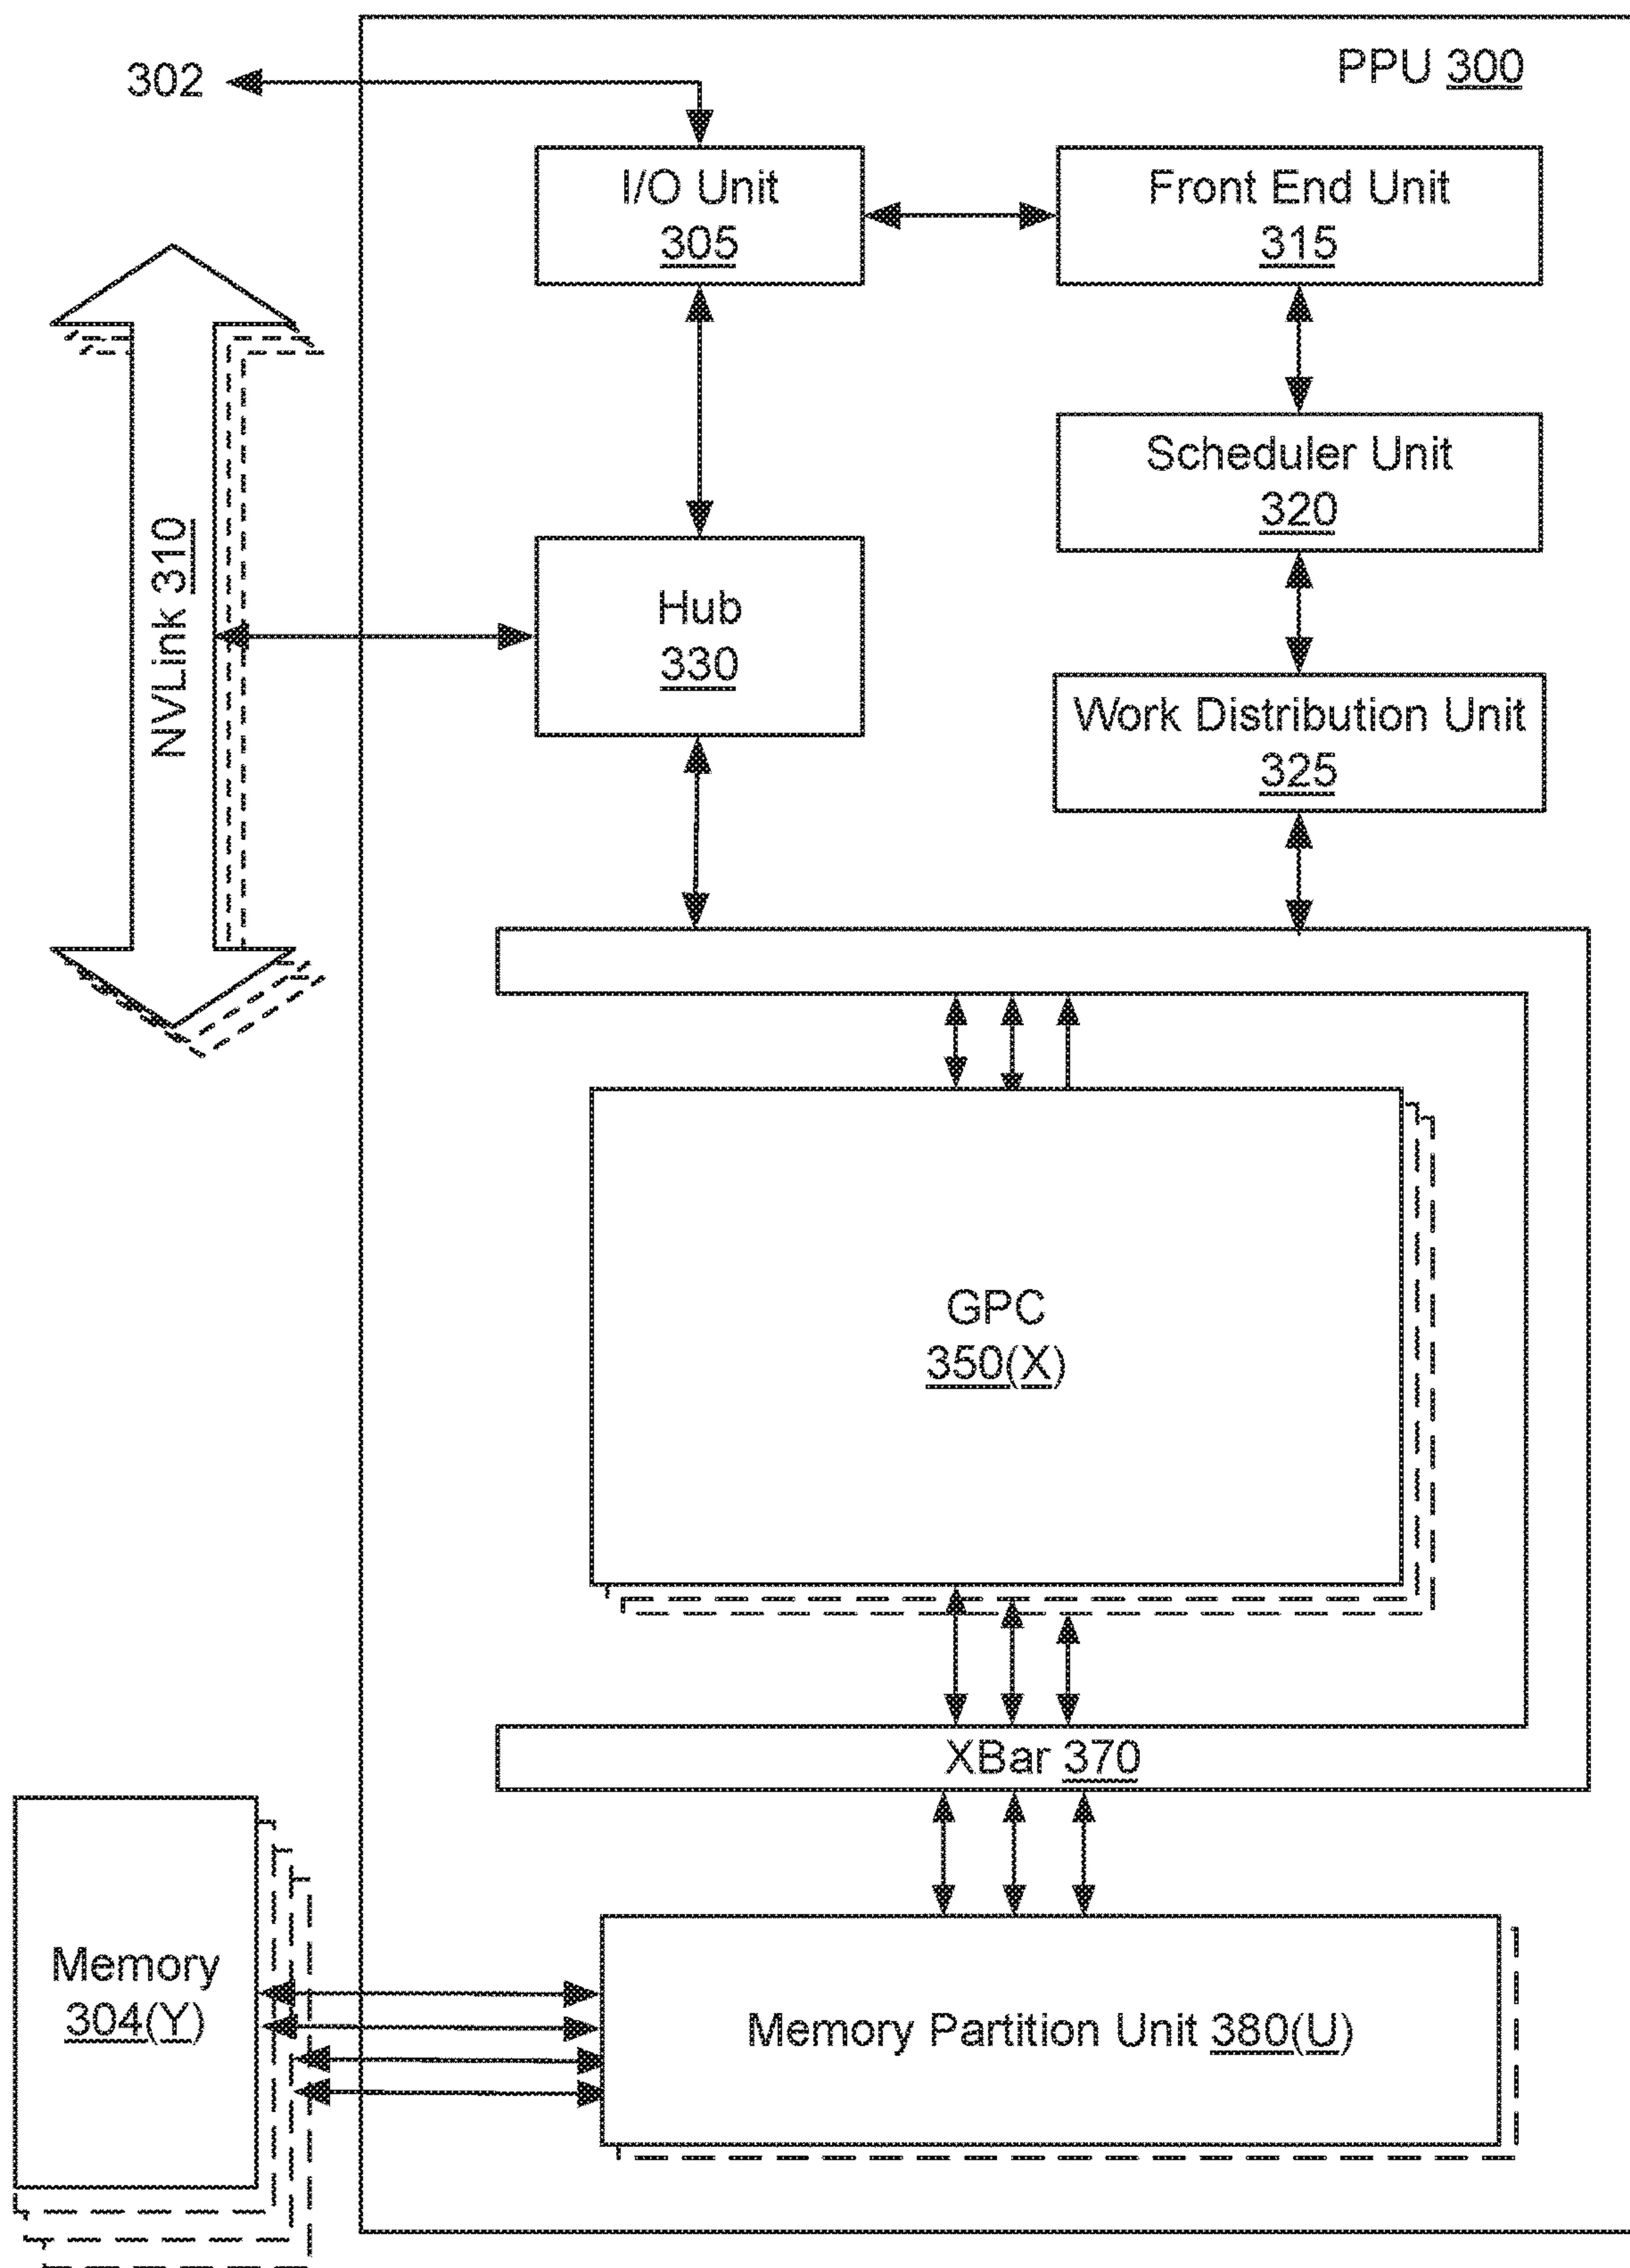 PPU 300
302
I/O Unit
305
Front End Unit
315
Scheduler Unit
320
NVLink 310
Hub
330
Work Distribution Unit
325
GPC
350(X)
XBar 370
Memory
304(Y)
Memory Partition Unit 380(U)